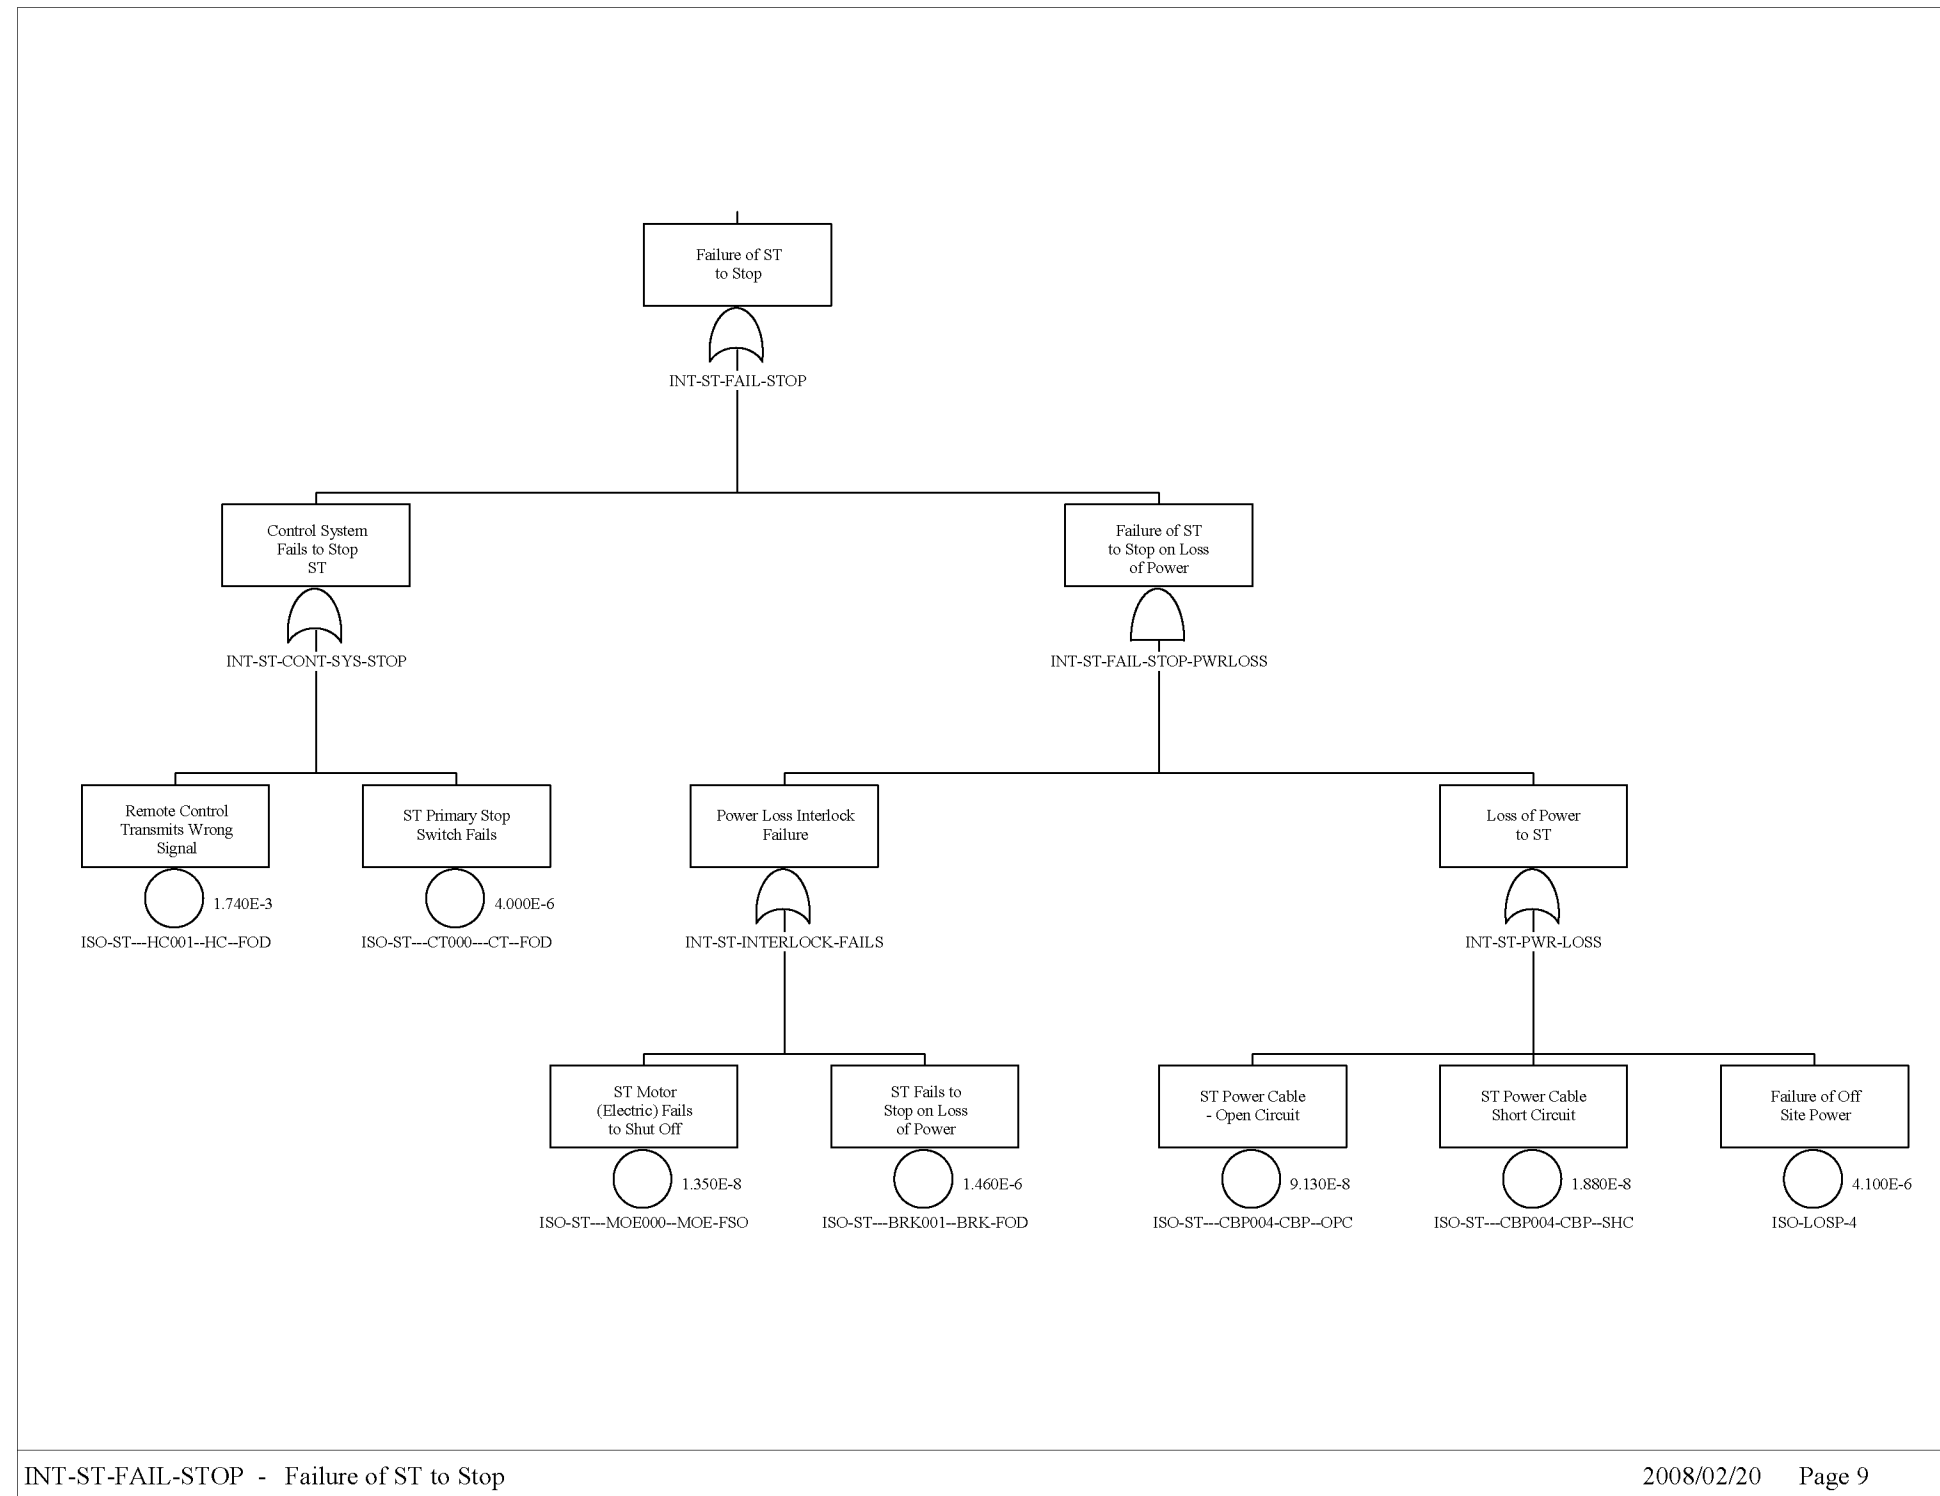 Failure of ST
to Stop
INT-ST-FAIL-STOP
Control System
Fails to Stop
ST
INT-ST-CONT-SYS-STOP
Failure of ST
to Stop on Loss
of Power
INT-ST-FAIL-STOP-PWRLOSS
Remote Control
Transmits Wrong
Signal
1.740E-3
ISO-ST---HC001--HC--FOD
ST Primary Stop
Switch Fails
4.000E-6
ISO-ST---CT000---CT--FOD
Power Loss Interlock
Failure
INT-ST-INTERLOCK-FAILS
Loss of Power
to ST
INT-ST-PWR-LOSS
ST Motor
(Electric) Fails
to Shut Off
1.350E-8
ISO-ST---MOE000--MOE-FSO
ST Fails to
Stop on Loss
of Power
1.460E-6
ISO-ST---BRK001--BRK-FOD
ST Power Cable
- Open Circuit
9.130E-8
ISO-ST---CBP004-CBP--OPC
ST Power Cable
Short Circuit
1.880E-8
ISO-ST---CBP004-CBP--SHC
Failure of Off
Site Power
4.100E-6
ISO-LOSP-4
INT-ST-FAIL-STOP - Failure of ST to Stop
2008/02/20 Page 9